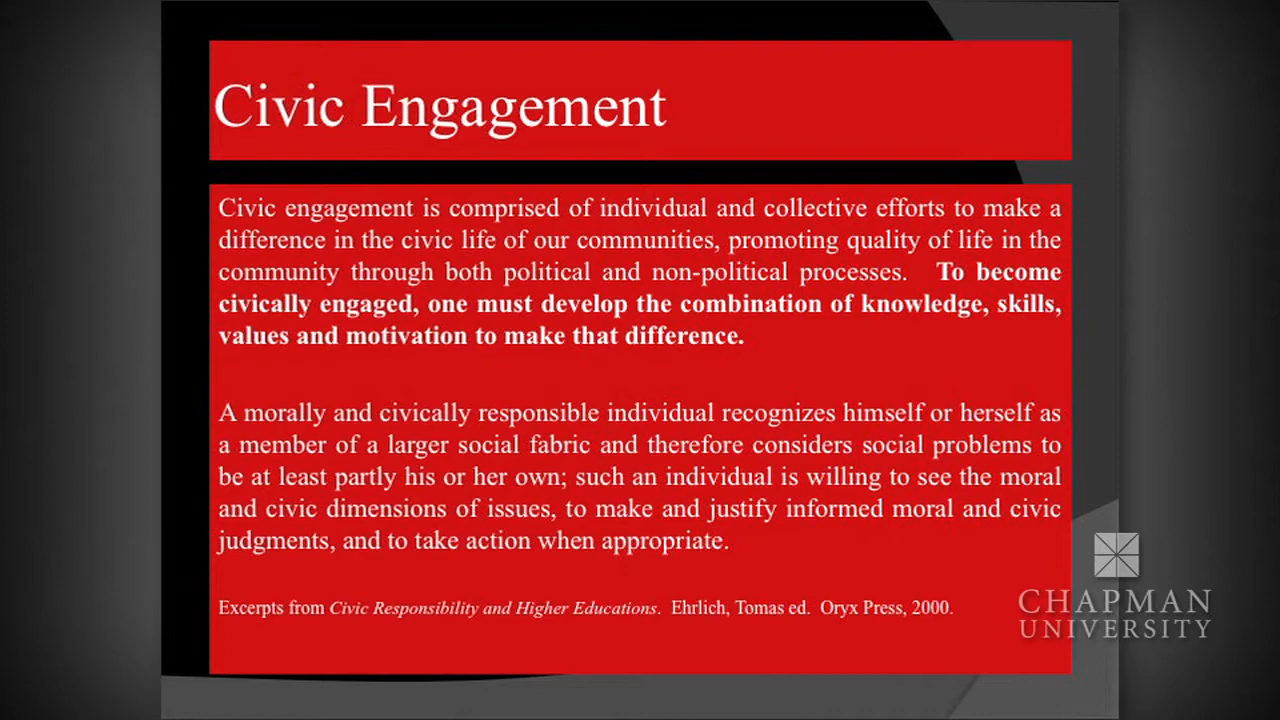 Civic Engagement
Civic engagement is comprised of individual and collective efforts to make a
difference in the civic life of our communities, promoting quality of life in the
community through both political and non-political processes. To become
civically engaged, one must develop the combination of knowledge, skills,
values and motivation to make that difference.
A morally and civically responsible individual recognizes himself or herself as
a member of a larger social fabric and therefore considers social problems to
be at least partly his or her own; such an individual is willing to see the moral
and civic dimensions of issues, to make and justify informed moral and civic
judgments, and to take action when appropriate.
Excerpts from Civic Responsibility and Higher Educations. Ehrlich, Tomas ed. Oryx Press, 2000.
CHAPMAN
UNIVERSITY